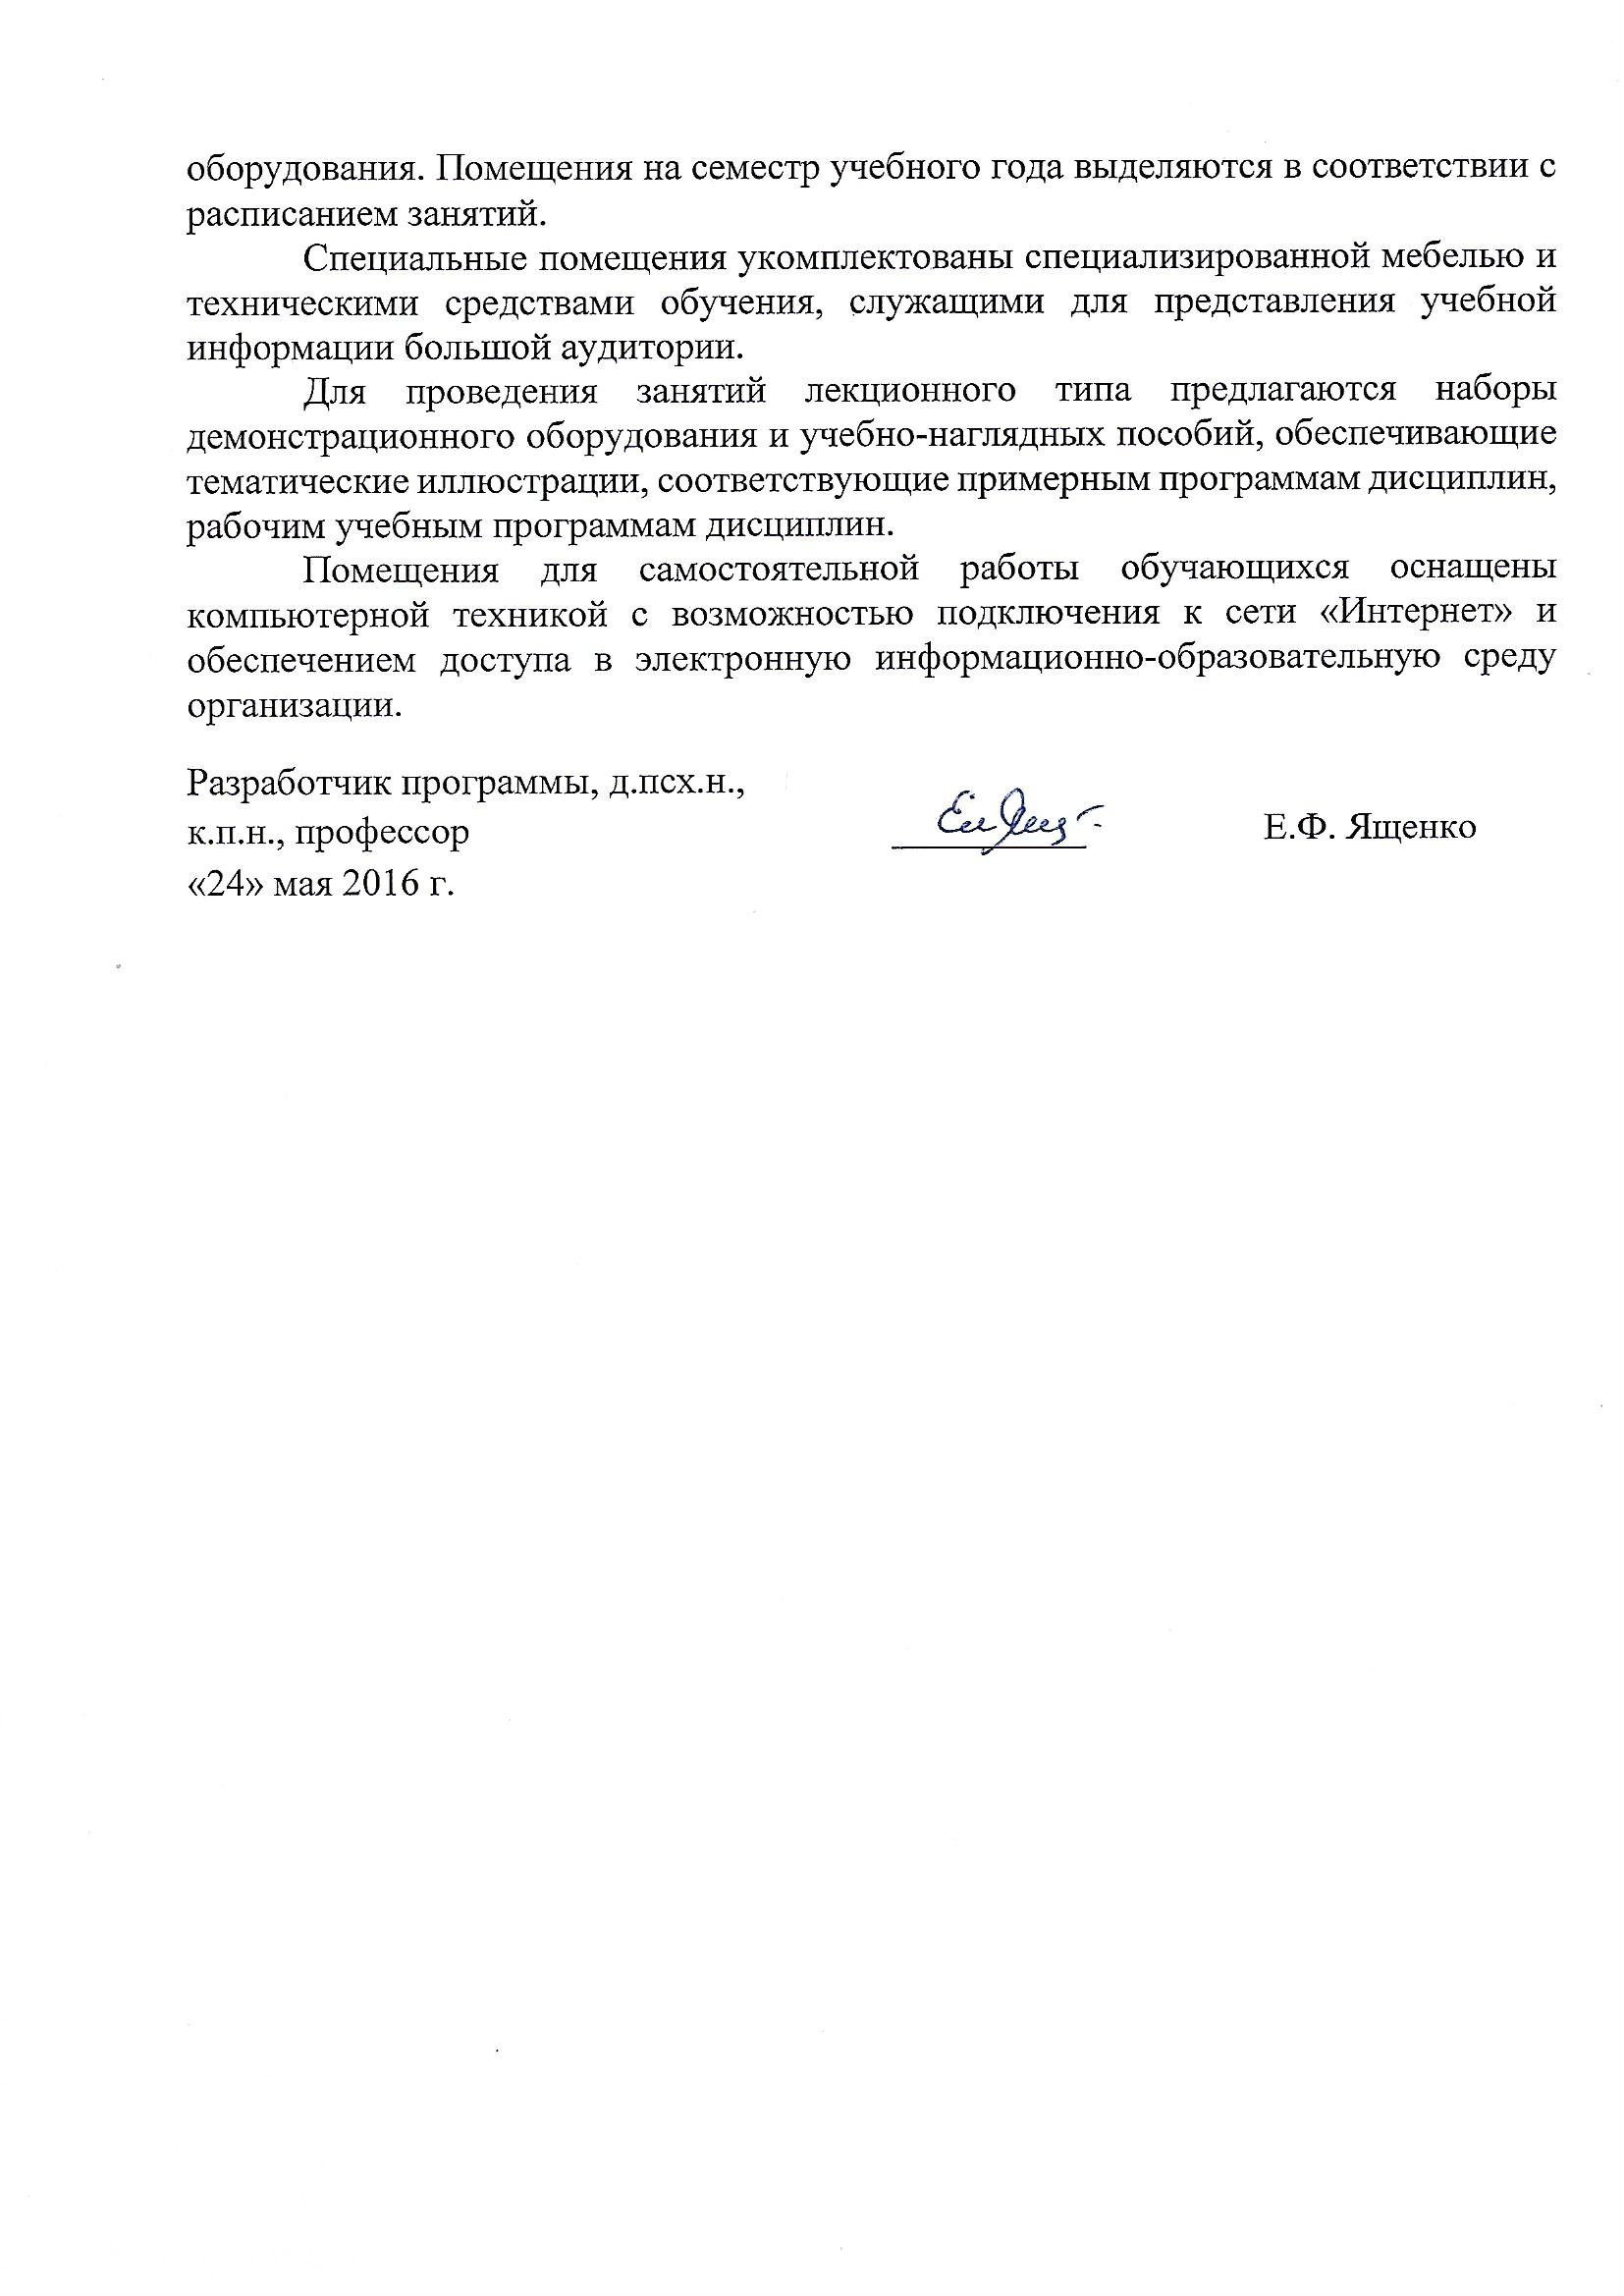 оборудования. Помещения на семестр учебного года выделяются в соответствии с
расписанием занятий.
Специальные помещения укомплектованы специализированной мебелью и
техническими средствами обучения, служащими для представления учебной
информации большой аудитории.
Для проведения занятий лекционного типа предлагаются наборы
демонстрационного оборудования и учебно-наглядных пособий, обеспечивающие
тематические иллюстрации, соответствующие примерным программам дисциплин,
рабочим учебным программам дисциплин.
Помещения для самостоятельной работы обучающихся оснащены
компьютерной техникой с возможностью подключения к сети «Интернет» и
обеспечением доступа в электронную информационно-образовательную среду
организации.
Разработчик программы, д.псх.н.,
к.п.н., профессор Е.Ф. Ященко
«24» мая 2016 г.